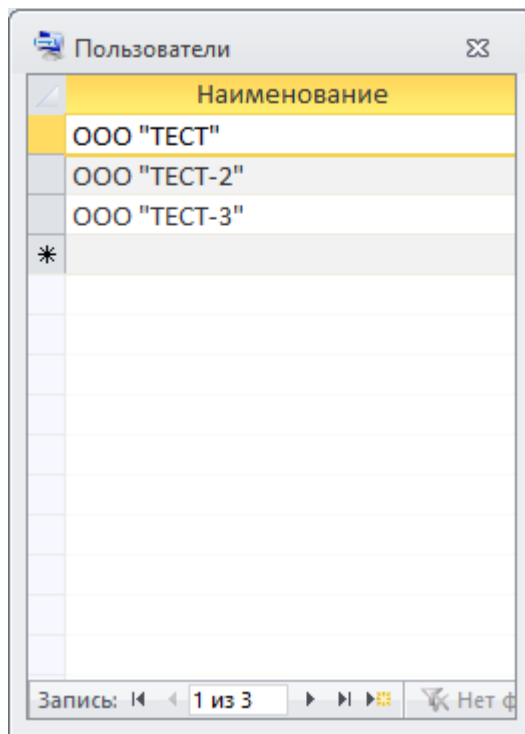 Пользователи
Наименование
ООО "ТЕСТ"
ООО "ТЕСТ-2"
ООО "ТЕСТ-3"
Запись: 1 из 3 Нет